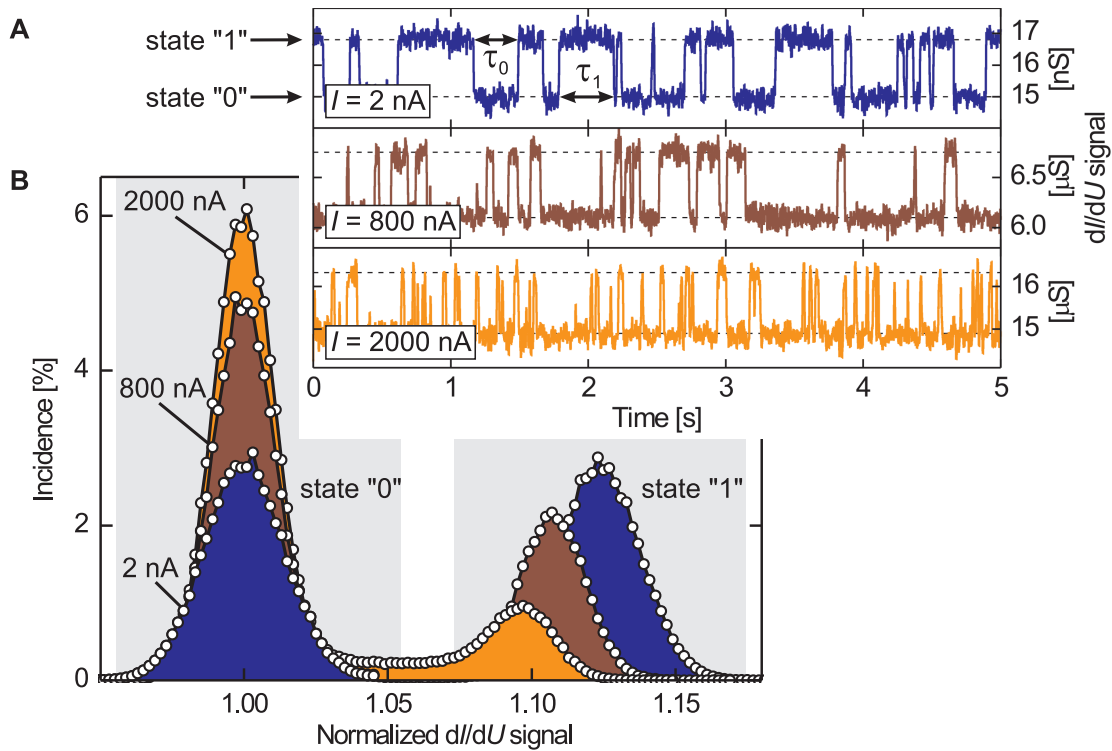 A
state "1"
state "0"
τ0
τ1
I = 2 nA
17
16
15
[nS]
I = 800 nA
6.5
6.0
[µS]
dI/dU signal
I = 2000 nA
16
15
[µS]
0 1 2 3 4 5
Time [s]
B
2000 nA
800 nA
2 nA
state "0"
state "1"
6
4
2
0
Incidence [%]
1.00 1.05 1.10 1.15
Normalized dI/dU signal